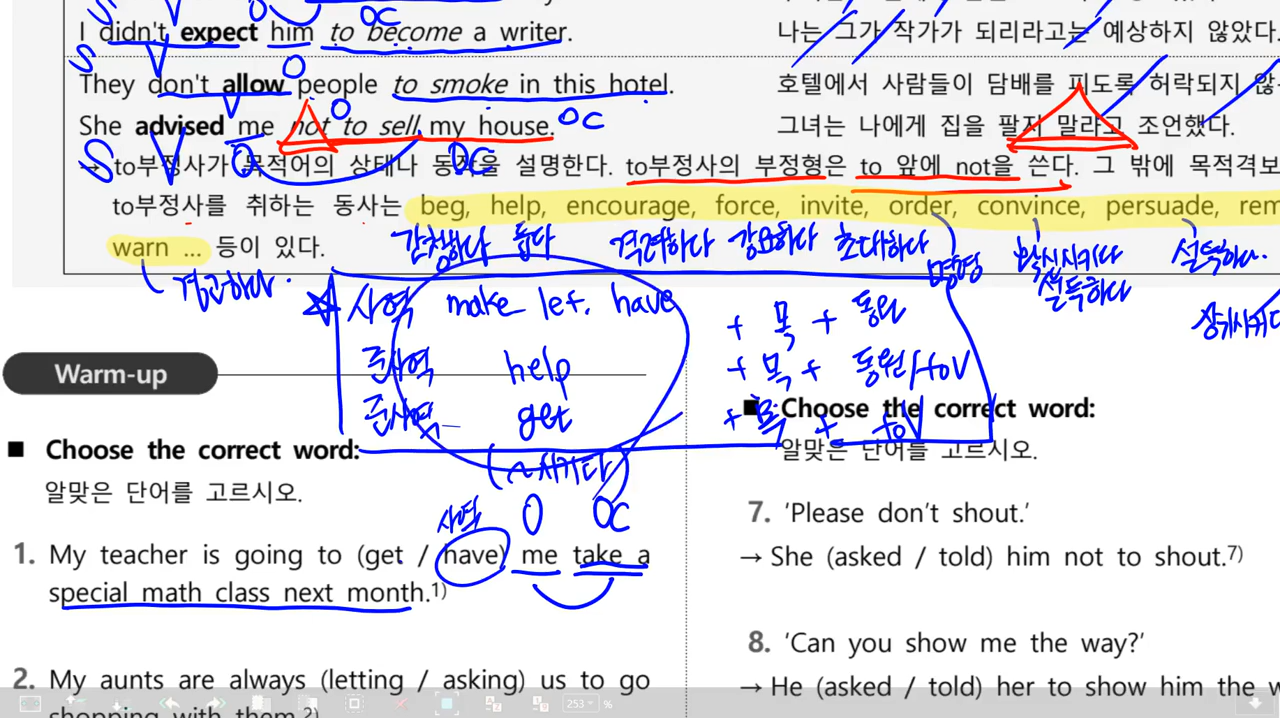 S O OC
I didn't expect him to become a writer.
나는 그가 작가가 되리라고는 예상하지 않았다.
S V O
They don't allow people to smoke in this hotel.
호텔에서 사람들이 담배를 피도록 허락되지 않
V O OC
She advised me not to sell my house.
그녀는 나에게 집을 팔지 말라고 조언했다.
S V O OC
→ to부정사가 목적어의 상태나 동작을 설명한다. to부정사의 부정형은 to 앞에 not을 쓴다. 그 밖에 목적격보
to부정사를 취하는 동사는 beg, help, encourage, force, invite, order, convince, persuade, rem
warn ... 등이 있다.
간청하다 돕다 격려하다 강요하다 초대하다 명령 확신시키다 설득하다 설득하다.
경고하다. 상기시키다
사역 make let, have + 목 + 동원
준사역 help + 목 + 동원/toV
준사역 get + 목 + toV
(~시키다)
Warm-up
■ Choose the correct word:
알맞은 단어를 고르시오.
사역 O OC
1. My teacher is going to (get / have) me take a
special math class next month.1)
2. My aunts are always (letting / asking) us to go
shopping with them.2)
■ Choose the correct word:
알맞은 단어를 고르시오.
7. 'Please don't shout.'
→ She (asked / told) him not to shout.7)
8. 'Can you show me the way?'
→ He (asked / told) her to show him the w
253 %